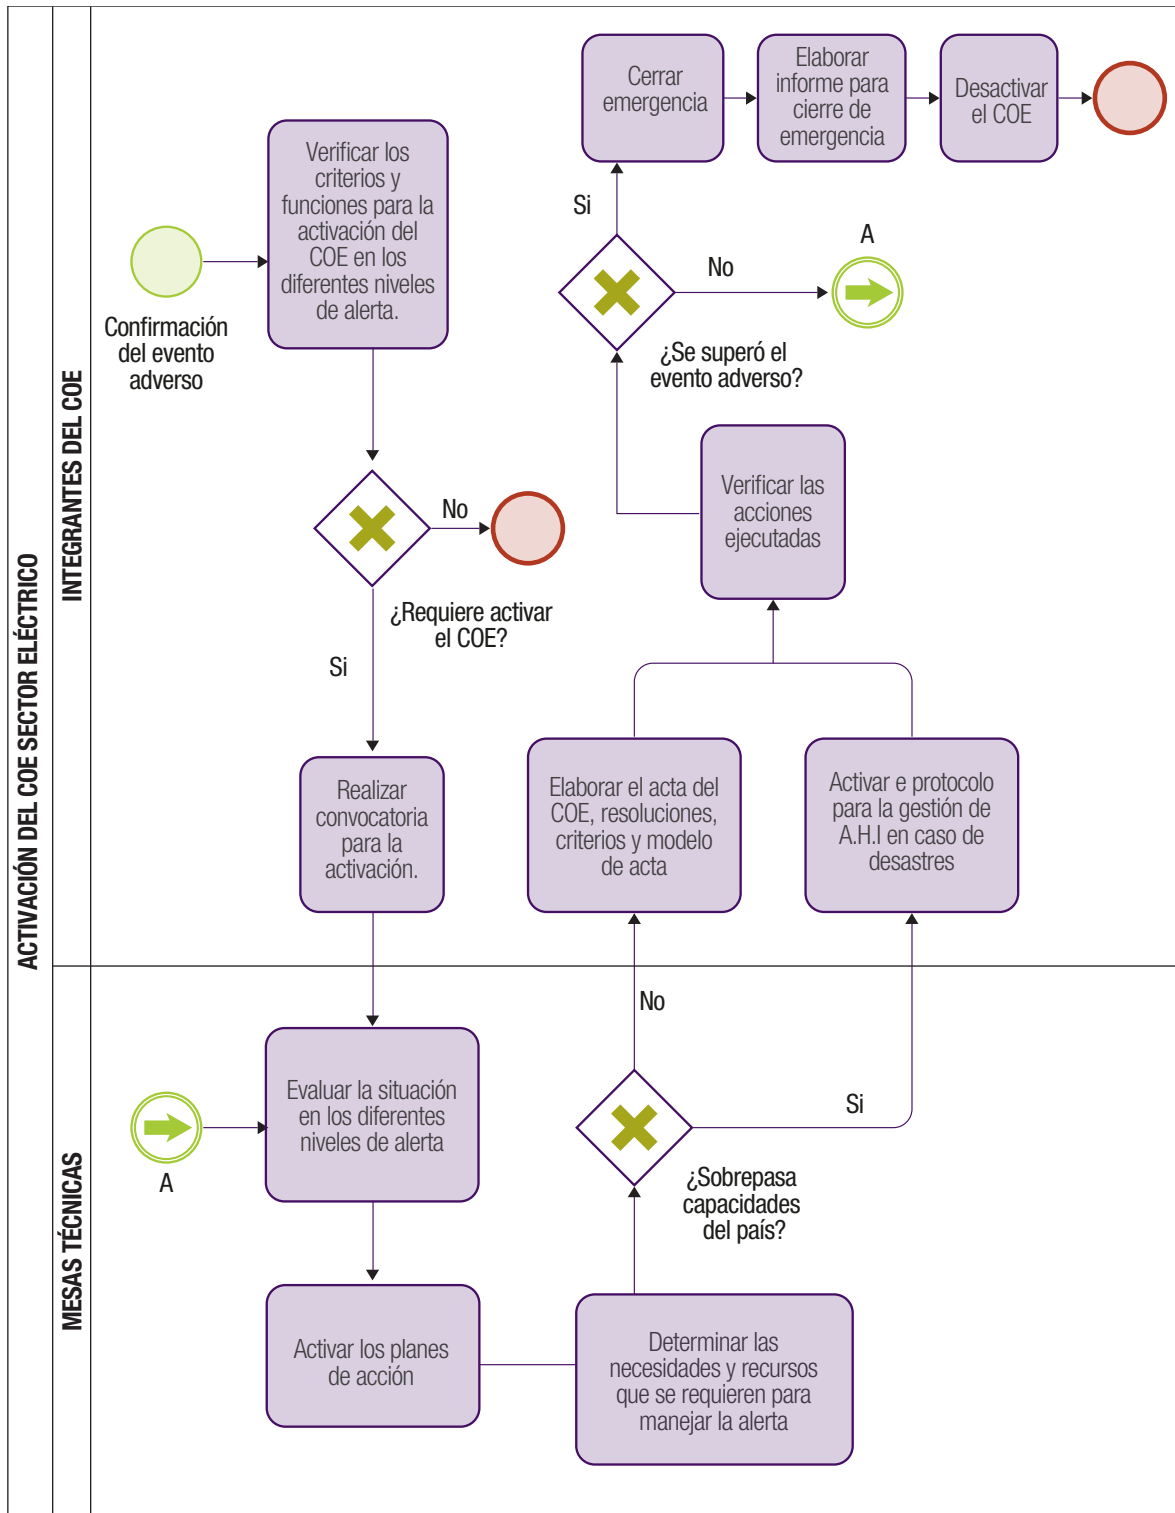 ACTIVACIÓN DEL COE SECTOR ELÉCTRICO
INTEGRANTES DEL COE
Confirmación
del evento
adverso
Verificar los
criterios y
funciones para la
activación del
COE en los
diferentes niveles
de alerta.
¿Requiere activar
el COE?
No
Si
Realizar
convocatoria
para la
activación.
Cerrar
emergencia
Elaborar
informe para
cierre de
emergencia
Desactivar
el COE
Si
No
A
¿Se superó el
evento adverso?
Verificar las
acciones
ejecutadas
Elaborar el acta del
COE, resoluciones,
criterios y modelo
de acta
Activar e protocolo
para la gestión de
A.H.I en caso de
desastres
MESAS TÉCNICAS
A
Evaluar la situación
en los diferentes
niveles de alerta
Activar los planes
de acción
Determinar las
necesidades y recursos
que se requieren para
manejar la alerta
¿Sobrepasa
capacidades
del país?
No
Si